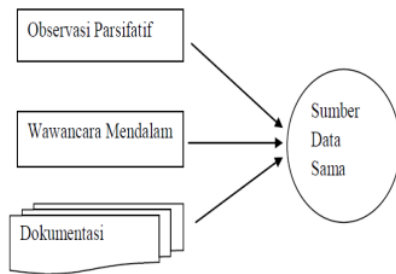 Observasi Parsifatif
Wawancara Mendalam
Dokumentasi
Sumber
Data
Sama